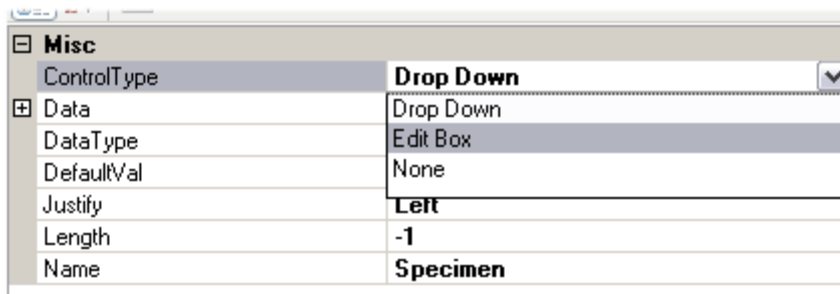 Misc
ControlType Drop Down
Data Drop Down
DataType Edit Box
DefaultVal None
Justify Left
Length -1
Name Specimen